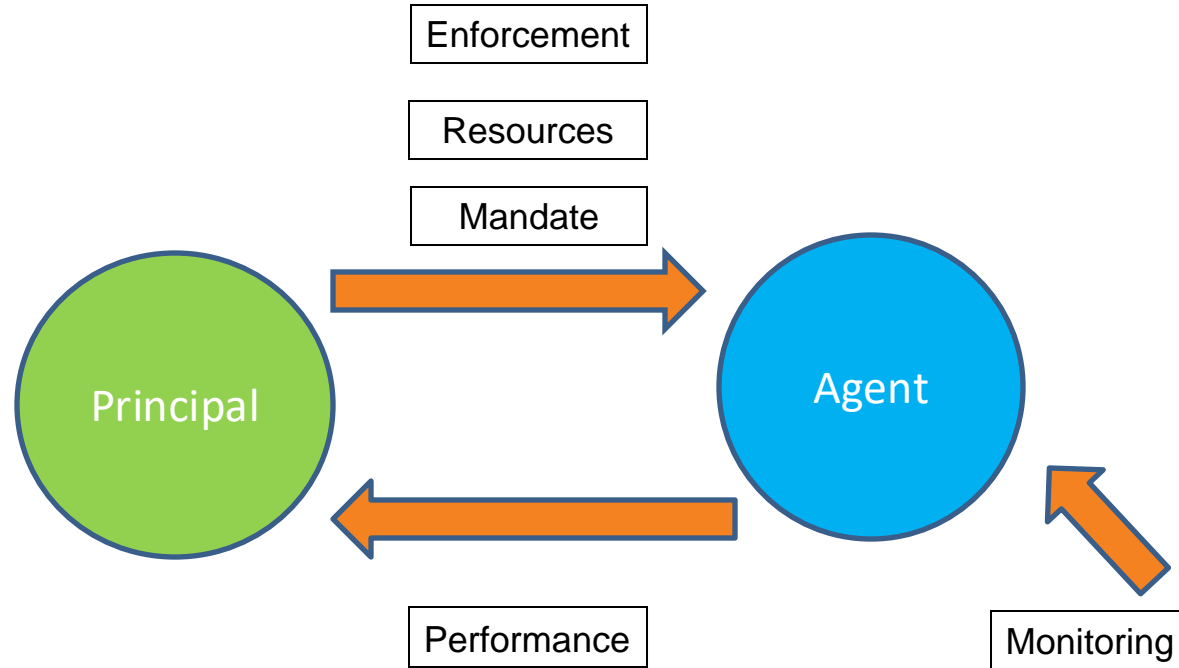 Enforcement
Resources
Mandate
Principal
Agent
Performance
Monitoring